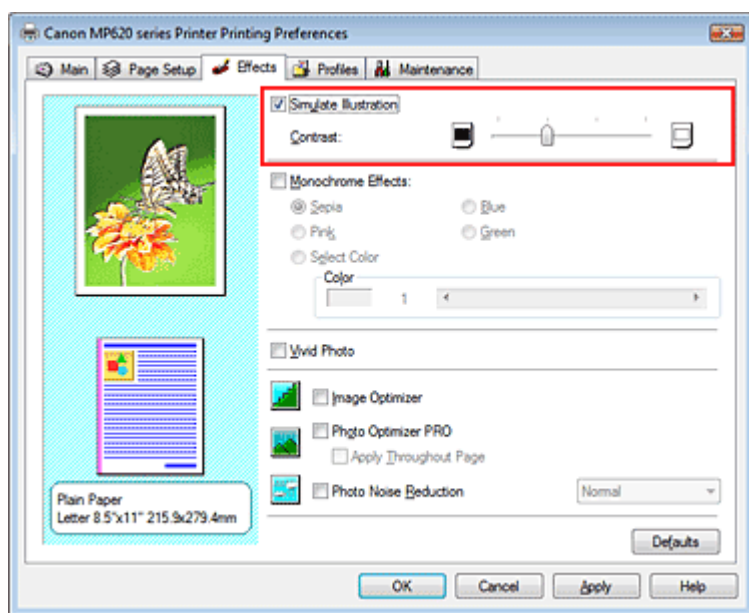 Canon MP620 series Printer Printing Preferences
Main Page Setup Effects Profiles Maintenance
Simulate Illustration
Contrast:
Monochrome Effects:
Sepia Blue
Pink Green
Select Color
Color
1
Vivid Photo
Image Optimizer
Photo Optimizer PRO
Apply Throughout Page
Photo Noise Reduction Normal
Plain Paper
Letter 8.5"x11" 215.9x279.4mm
Defaults
OK Cancel Apply Help